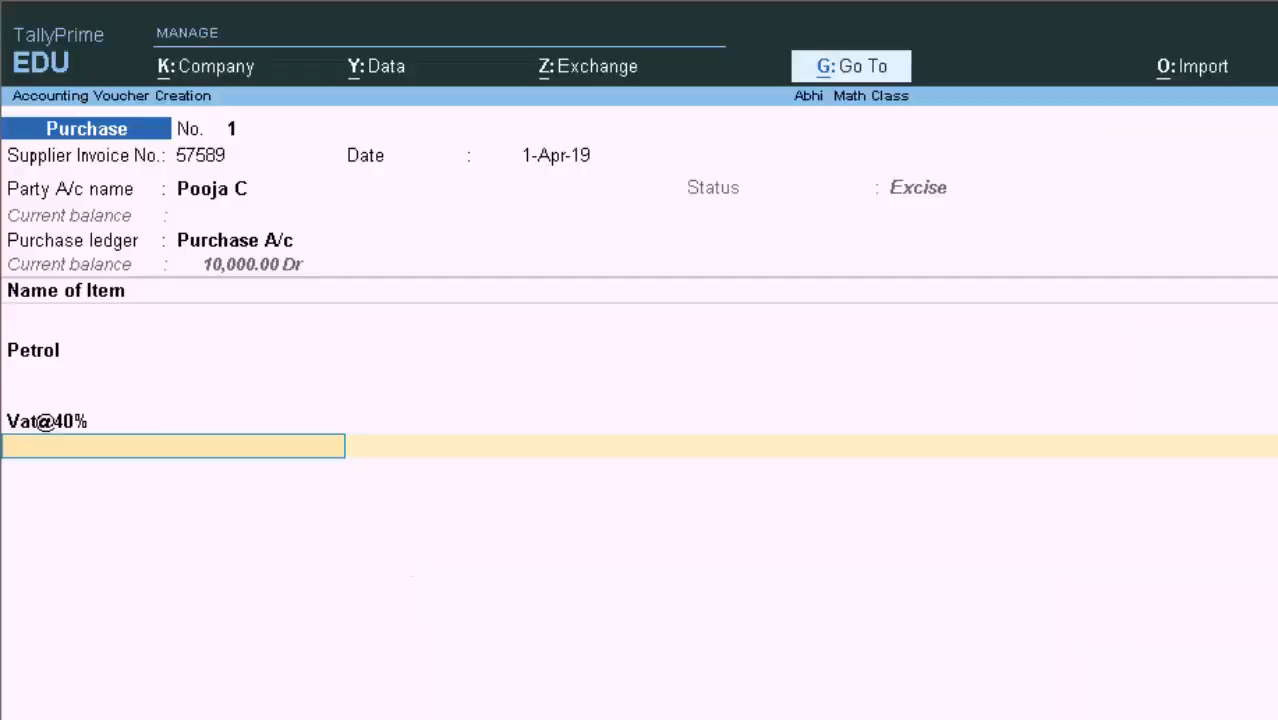 TallyPrime MANAGE
EDU K: Company Y: Data Z: Exchange G: Go To O: Import
Accounting Voucher Creation Abhi Math Class
Purchase No. 1
Supplier Invoice No.: 57589 Date : 1-Apr-19
Party A/c name : Pooja C Status : Excise
Current balance :
Purchase ledger : Purchase A/c
Current balance : 10,000.00 Dr
Name of Item
Petrol
Vat@40%